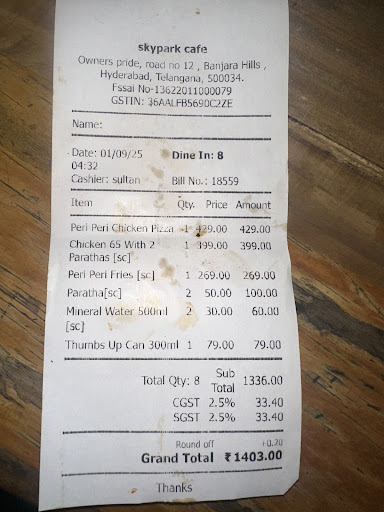 skypark cafe
Owners pride, road no 12 , Banjara Hills ,
Hyderabad, Telangana, 500034.
Fssai No-13622011000079
GSTIN: 36AALFB5690C2ZE
Name:
Date: 01/09/25 Dine In: 8
04:32
Cashier: sultan Bill No.: 18559
Item Qty. Price Amount
Peri Peri Chicken Pizza 1 429.00 429.00
Chicken 65 With 2 1 399.00 399.00
Parathas [sc]
Peri Peri Fries [sc] 1 269.00 269.00
Paratha[sc] 2 50.00 100.00
Mineral Water 500ml 2 30.00 60.00
[sc]
Thumbs Up Can 300ml 1 79.00 79.00
Total Qty: 8 Sub Total 1336.00
CGST 2.5% 33.40
SGST 2.5% 33.40
Round off +0.20
Grand Total ₹1403.00
Thanks